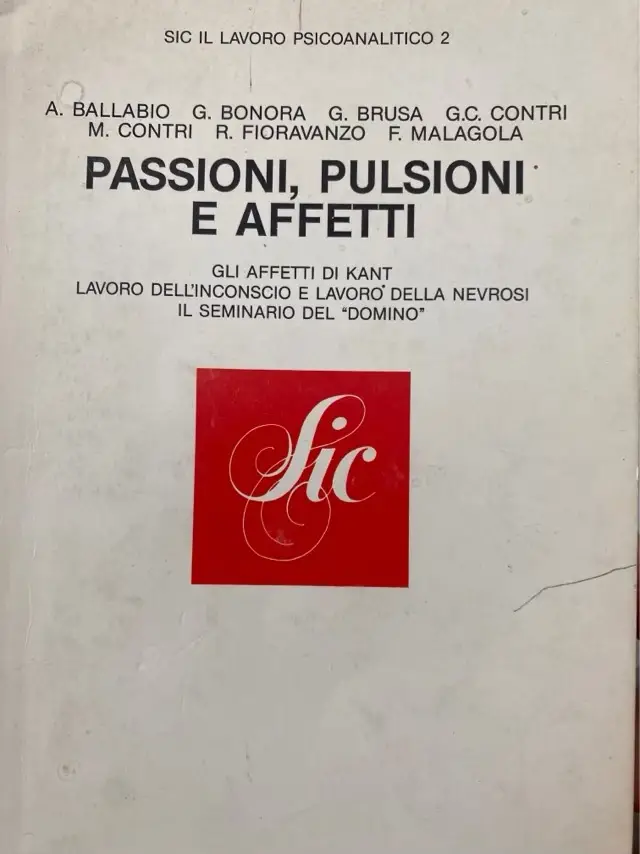 SIC IL LAVORO PSICOANALITICO 2
A. BALLABIO G. BONORA G. BRUSA G.C. CONTRI
M. CONTRI R. FIORAVANZO F. MALAGOLA
PASSIONI, PULSIONI
E AFFETTI
GLI AFFETTI DI KANT
LAVORO DELL'INCONSCIO E LAVORO DELLA NEVROSI
IL SEMINARIO DEL "DOMINO"
Sic